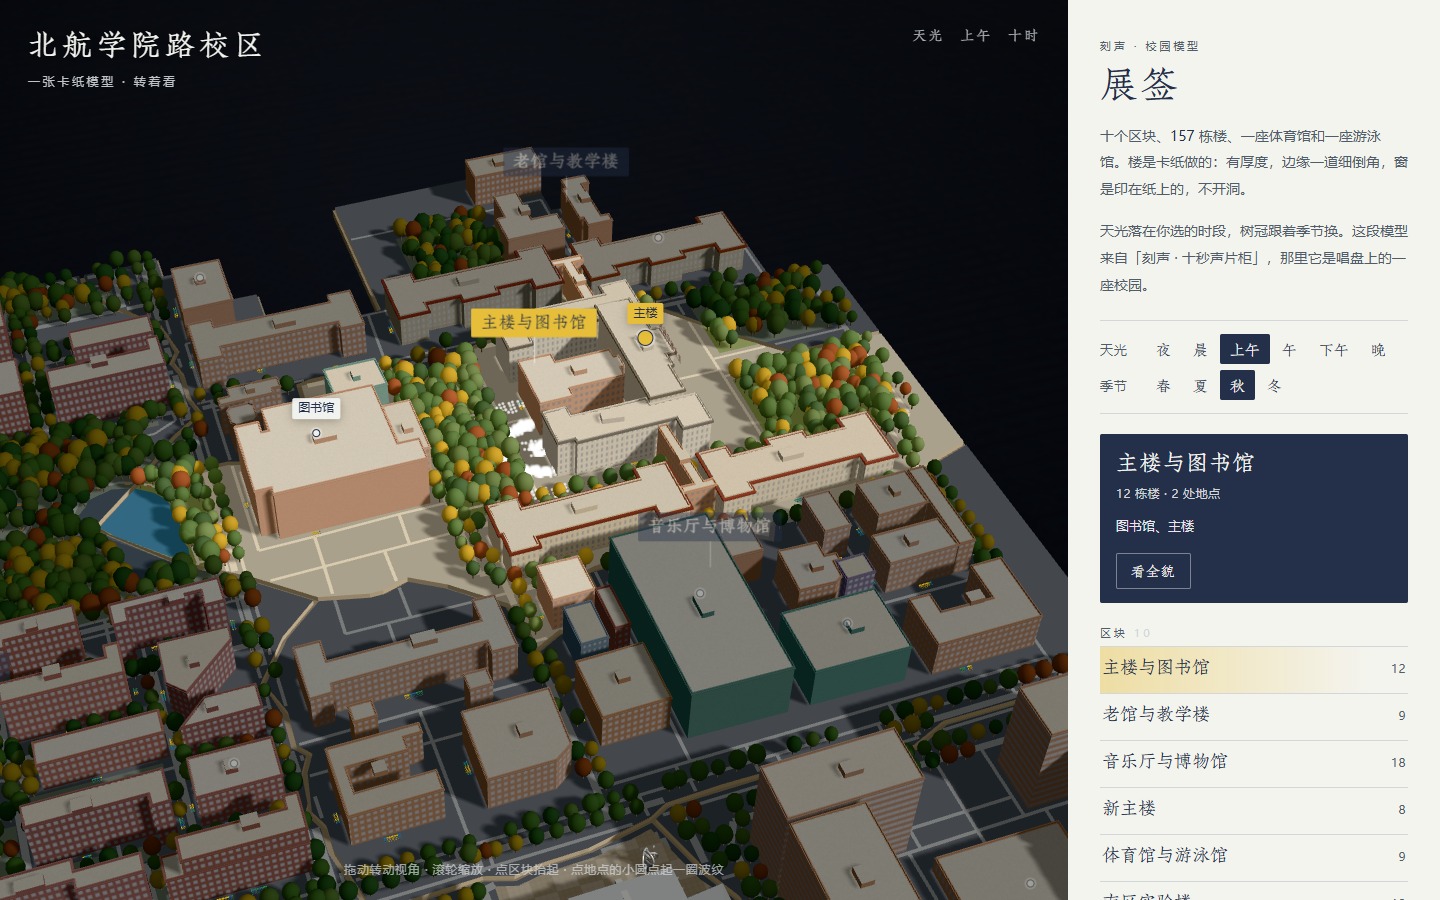 北航学院路校区
一张卡纸模型 · 转着看
天光 上午 十时
老馆与教学楼
主楼与图书馆
主楼
图书馆
音乐厅与博物馆
拖动转动视角 · 滚轮缩放 · 点区块抬起 · 点地点的小圆点起一圈波纹
刻声 · 校园模型
展签
十个区块、157 栋楼、一座体育馆和一座游泳
馆。楼是卡纸做的：有厚度，边缘一道细倒角，窗
是印在纸上的，不开洞。
天光落在你选的时段，树冠跟着季节换。这段模型
来自「刻声 · 十秒声片柜」，那里它是唱盘上的一
座校园。
天光 夜 晨 上午 午 下午 晚
季节 春 夏 秋 冬
主楼与图书馆
12 栋楼 · 2 处地点
图书馆、主楼
看全貌
区块 10
主楼与图书馆 12
老馆与教学楼 9
音乐厅与博物馆 18
新主楼 8
体育馆与游泳馆 9